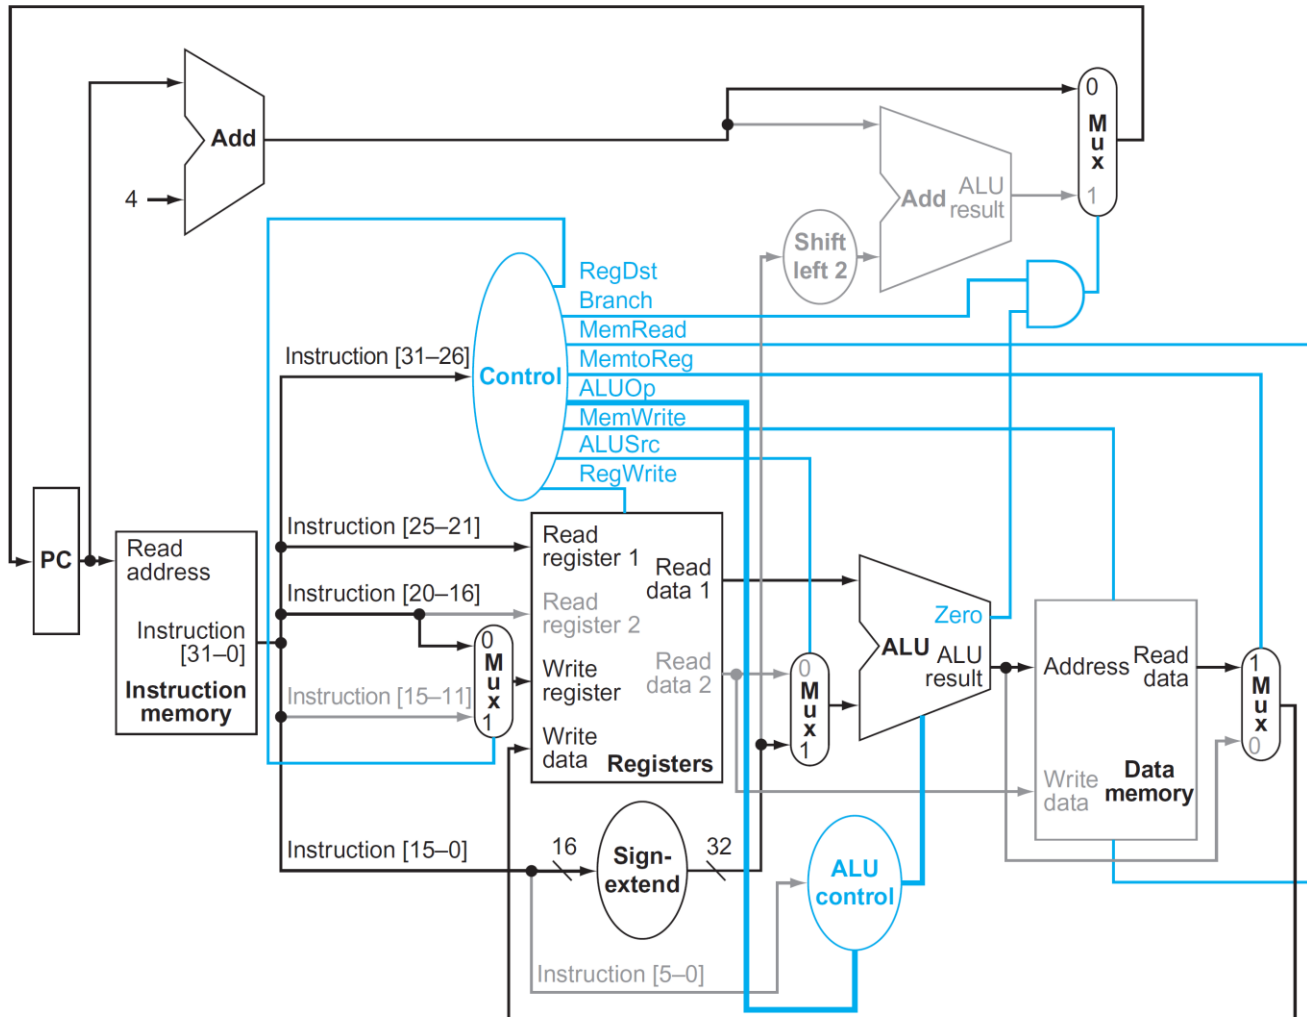 0
Mux
1
Add
ALU
result
Add
4
Shift
left 2
RegDst
Branch
MemRead
MemtoReg
ALUOp
MemWrite
ALUSrc
RegWrite
Instruction [31–26]
Control
PC
Read
address
Instruction
[31–0]
Instruction
memory
Instruction [25–21]
Instruction [20–16]
Instruction [15–11]
Instruction [15–0]
0
Mux
1
Read
register 1
Read
register 2
Write
register
Write
data
Read
data 1
Read
data 2
Registers
0
Mux
1
Zero
ALU
ALU
result
Address
Read
data
Write
data
Data
memory
1
Mux
0
16
Sign-
extend
32
ALU
control
Instruction [5–0]